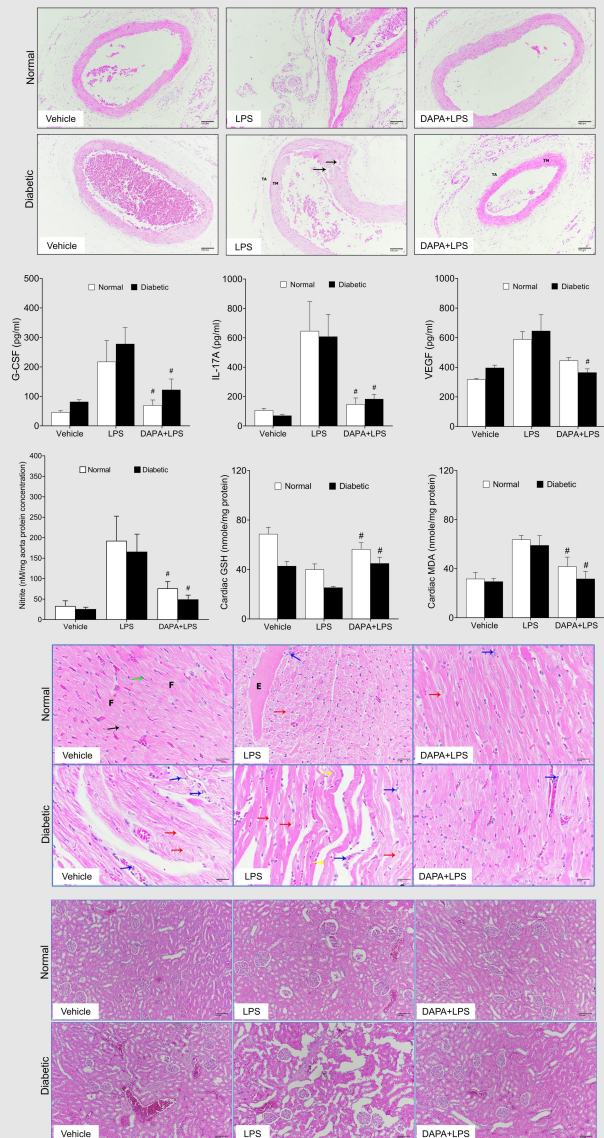 Normal
Vehicle
LPS
DAPA+LPS
Diabetic
TA
TM
TA
TM
Vehicle
LPS
DAPA+LPS
G-CSF (pg/ml)
500
400
300
200
100
0
Normal
Diabetic
#
#
Vehicle
LPS
DAPA+LPS
IL-17A (pg/ml)
1000
800
600
400
200
0
Normal
Diabetic
#
#
Vehicle
LPS
DAPA+LPS
VEGF (pg/ml)
1000
800
600
400
200
0
Normal
Diabetic
#
Vehicle
LPS
DAPA+LPS
Nitrite (nM/mg aorta protein concentration)
400
350
300
250
200
150
100
50
0
Normal
Diabetic
#
#
Vehicle
LPS
DAPA+LPS
Cardiac GSH (nmole/mg protein)
120
80
40
0
Normal
Diabetic
#
#
Vehicle
LPS
DAPA+LPS
Cardiac MDA (nmole/mg protein)
120
80
40
0
Normal
Diabetic
#
#
Vehicle
LPS
DAPA+LPS
Normal
F
F
E
Vehicle
LPS
DAPA+LPS
Diabetic
Vehicle
LPS
DAPA+LPS
Normal
Vehicle
LPS
DAPA+LPS
Diabetic
Vehicle
LPS
DAPA+LPS